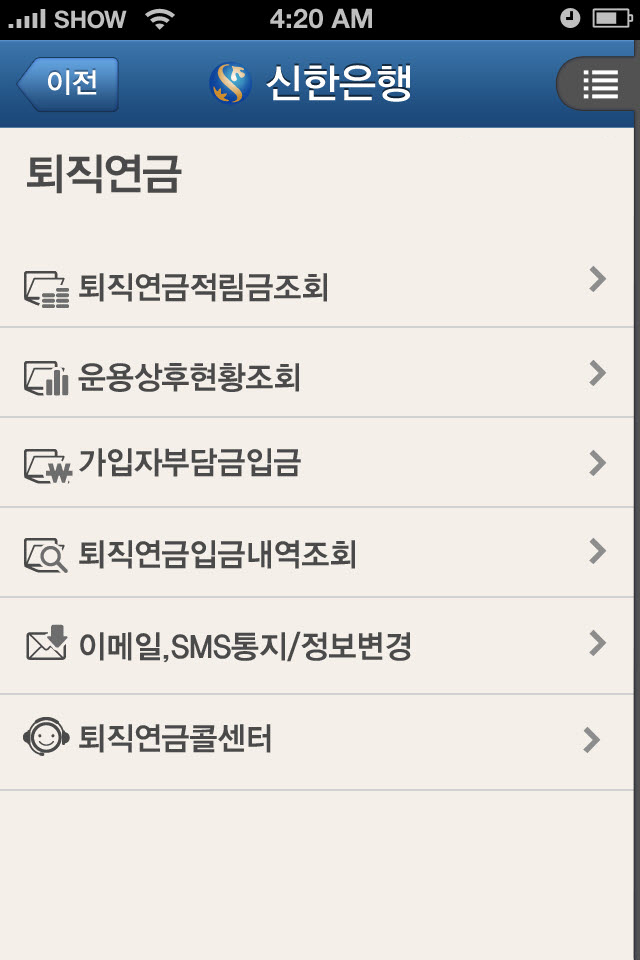 SHOW 4:20 AM
이전 신한은행
퇴직연금
퇴직연금적림금조회
운용상후현황조회
가입자부담금입금
퇴직연금입금내역조회
이메일,SMS통지/정보변경
퇴직연금콜센터